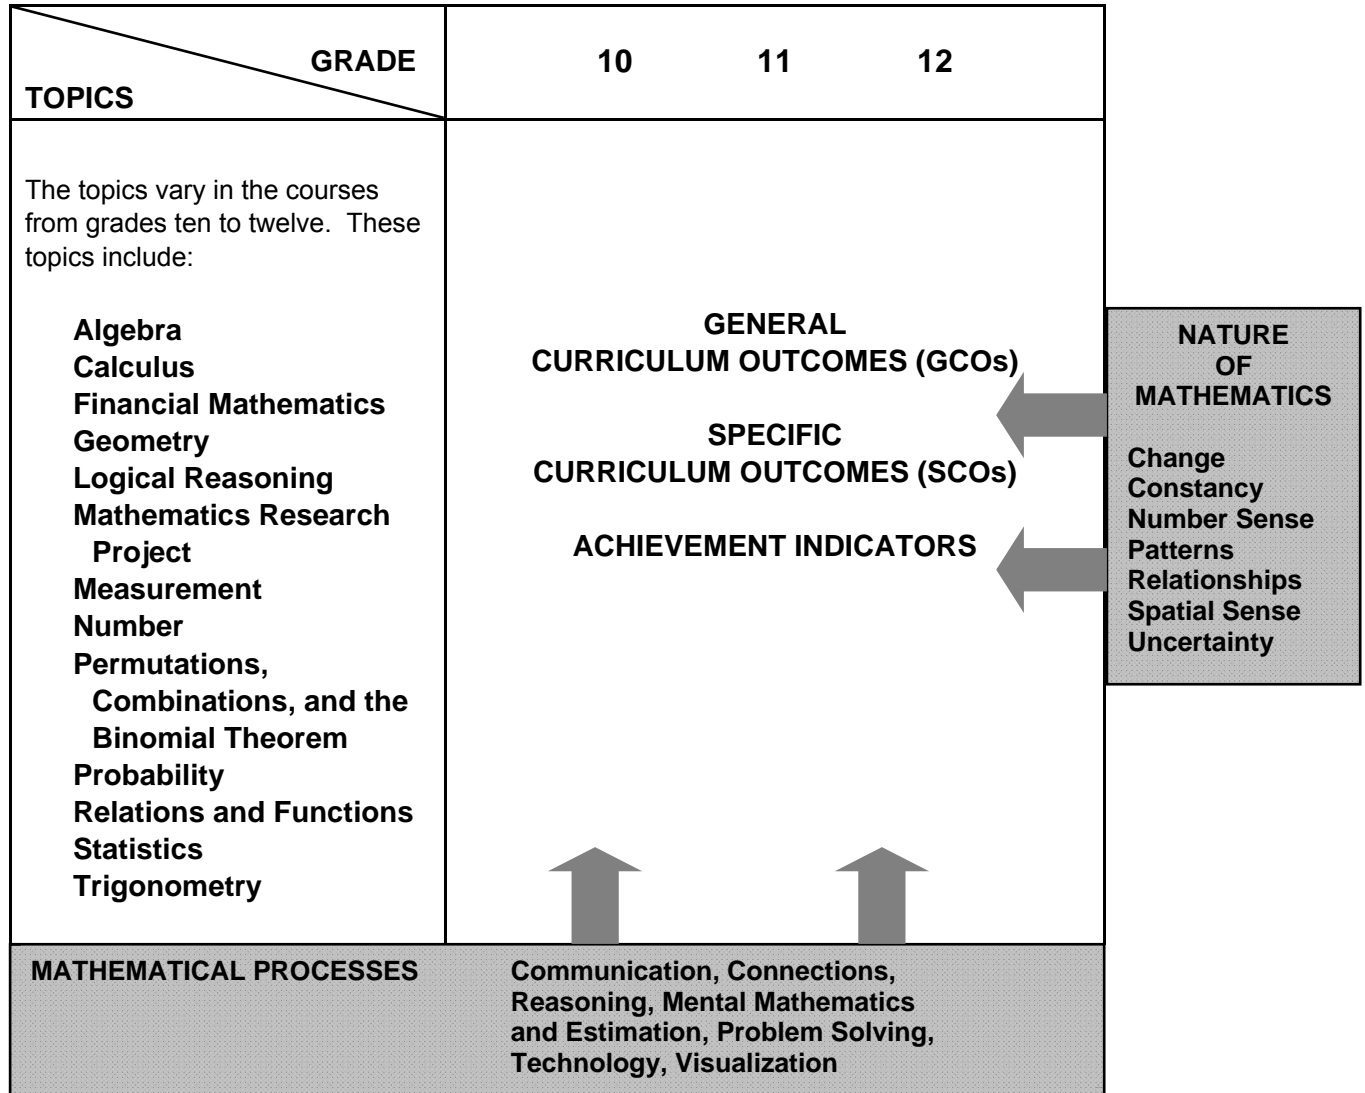 GRADE
TOPICS
10 11 12
The topics vary in the courses
from grades ten to twelve. These
topics include:
Algebra
Calculus
Financial Mathematics
Geometry
Logical Reasoning
Mathematics Research
Project
Measurement
Number
Permutations,
Combinations, and the
Binomial Theorem
Probability
Relations and Functions
Statistics
Trigonometry
GENERAL
CURRICULUM OUTCOMES (GCOs)
SPECIFIC
CURRICULUM OUTCOMES (SCOs)
ACHIEVEMENT INDICATORS
NATURE
OF
MATHEMATICS
Change
Constancy
Number Sense
Patterns
Relationships
Spatial Sense
Uncertainty
MATHEMATICAL PROCESSES
Communication, Connections,
Reasoning, Mental Mathematics
and Estimation, Problem Solving,
Technology, Visualization